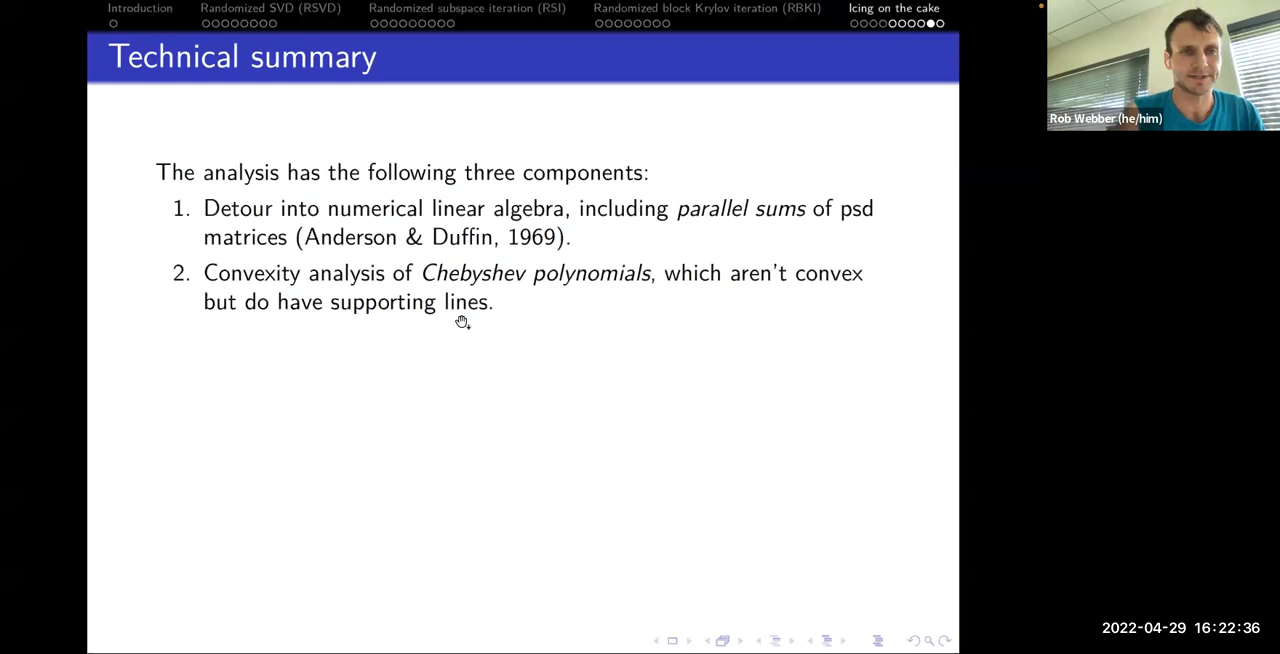 Introduction Randomized SVD (RSVD) Randomized subspace iteration (RSI) Randomized block Krylov iteration (RBKI) Icing on the cake
Technical summary
Rob Webber (he/him)
The analysis has the following three components:
1. Detour into numerical linear algebra, including parallel sums of psd
matrices (Anderson & Duffin, 1969).
2. Convexity analysis of Chebyshev polynomials, which aren't convex
but do have supporting lines.
2022-04-29 16:22:36